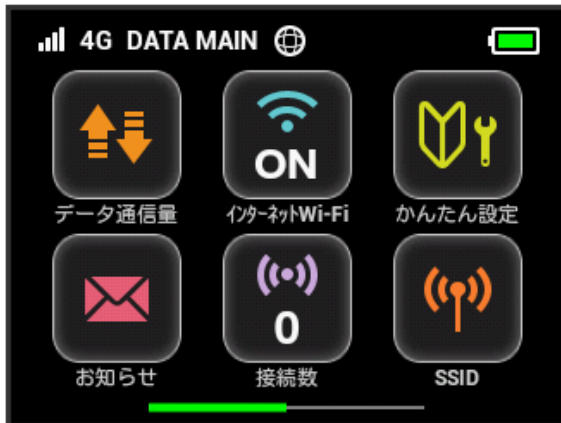 4G DATA MAIN
ON
データ通信量 インターネットWi-Fi かんたん設定
0
お知らせ 接続数 SSID